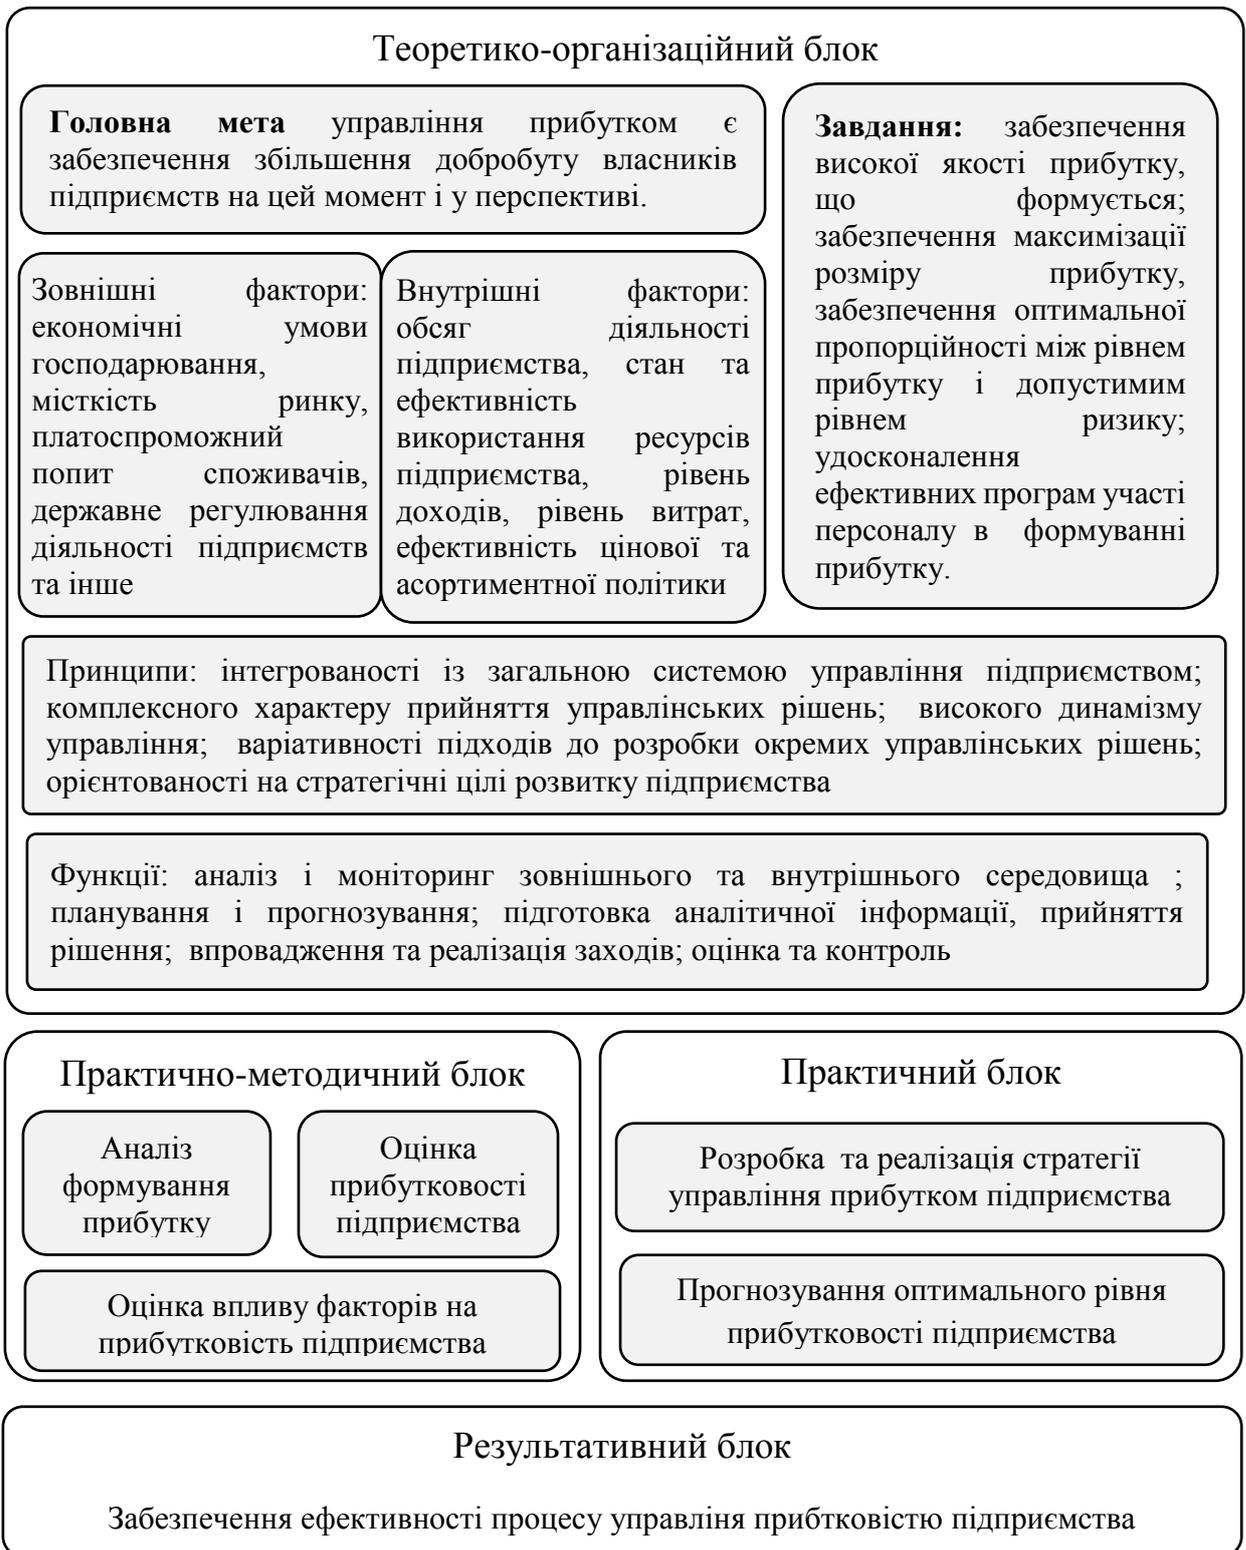 Теоретико-організаційний блок
Головна мета управління прибутком є
забезпечення збільшення добробуту власників
підприємств на цей момент і у перспективі.
Завдання: забезпечення
високої якості прибутку,
що формується;
забезпечення максимізації
розміру прибутку,
забезпечення оптимальної
пропорційності між рівнем
прибутку і допустимим
рівнем ризику;
удосконалення
ефективних програм участі
персоналу в формуванні
прибутку.
Зовнішні фактори:
економічні умови
господарювання,
місткість ринку,
платоспроможний
попит споживачів,
державне регулювання
діяльності підприємств
та інше
Внутрішні фактори:
обсяг діяльності
підприємства, стан та
ефективність
використання ресурсів
підприємства, рівень
доходів, рівень витрат,
ефективність цінової та
асортиментної політики
Принципи: інтегрованості із загальною системою управління підприємством;
комплексного характеру прийняття управлінських рішень; високого динамізму
управління; варіативності підходів до розробки окремих управлінських рішень;
орієнтованості на стратегічні цілі розвитку підприємства
Функції: аналіз і моніторинг зовнішнього та внутрішнього середовища ;
планування і прогнозування; підготовка аналітичної інформації, прийняття
рішення; впровадження та реалізація заходів; оцінка та контроль
Практично-методичний блок
Аналіз
формування
прибутку
Оцінка
прибутковості
підприємства
Оцінка впливу факторів на
прибутковість підприємства
Практичний блок
Розробка та реалізація стратегії
управління прибутком підприємства
Прогнозування оптимального рівня
прибутковості підприємства
Результативний блок
Забезпечення ефективності процесу управліня прибтковістю підприємства